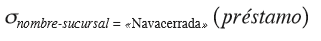 σnombre-sucursal = «Navacerrada» (préstamo)